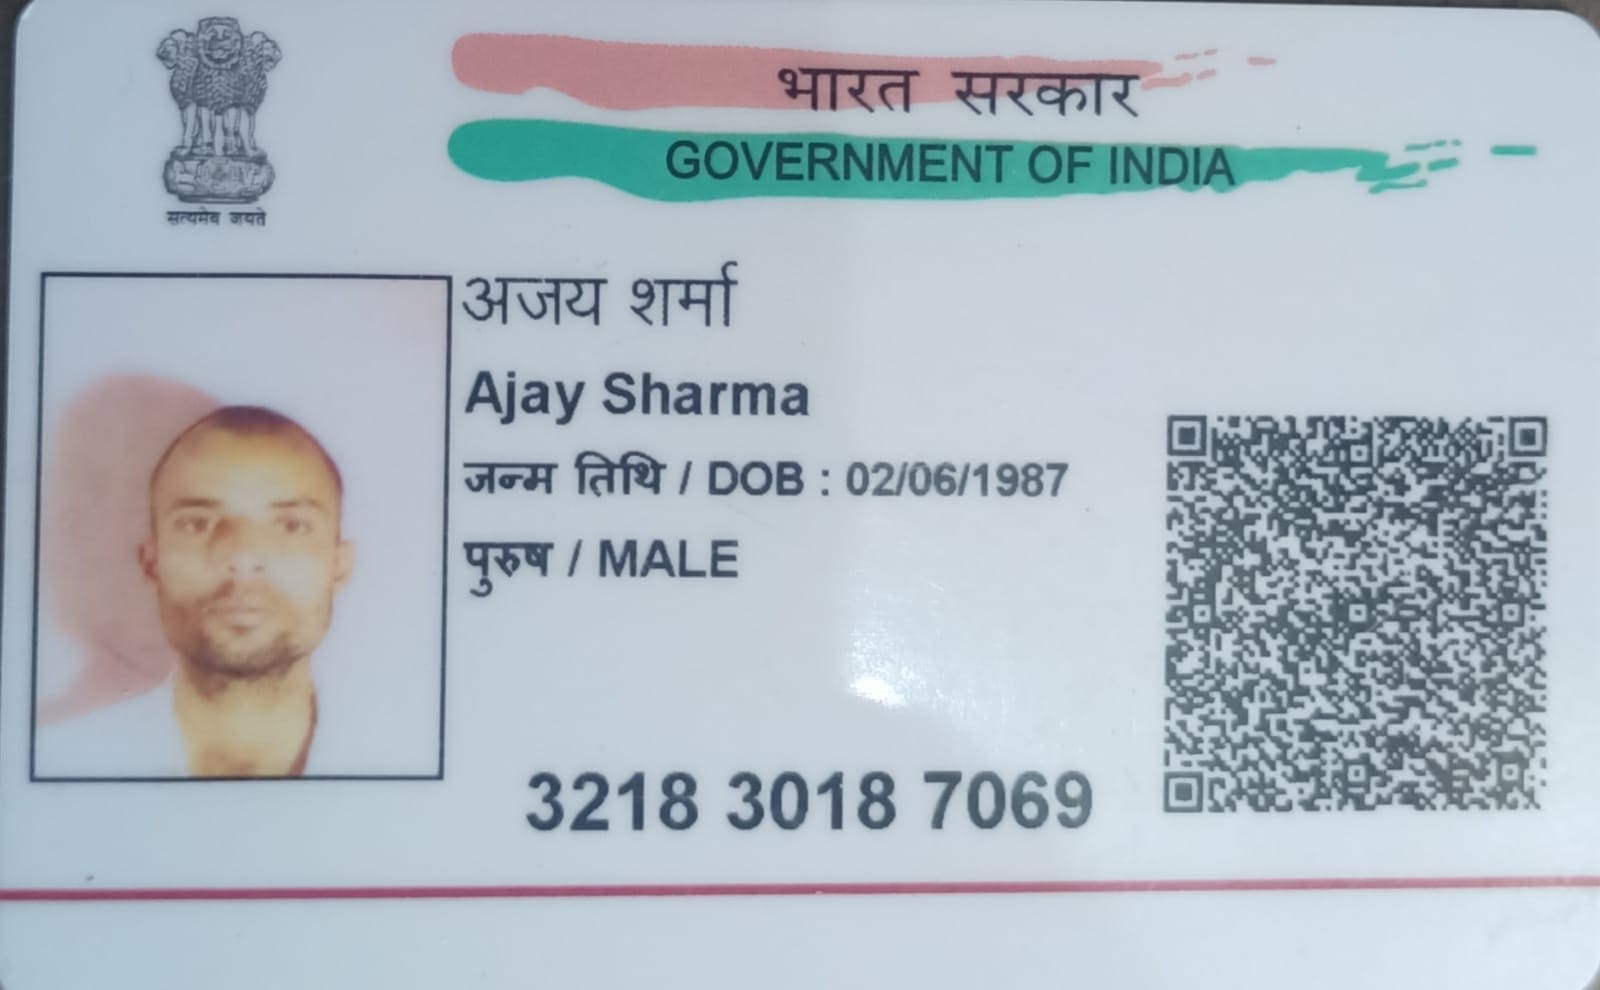 सत्यमेव जयते
भारत सरकार
GOVERNMENT OF INDIA
अजय शर्मा
Ajay Sharma
जन्म तिथि / DOB : 02/06/1987
पुरुष / MALE
3218 3018 7069